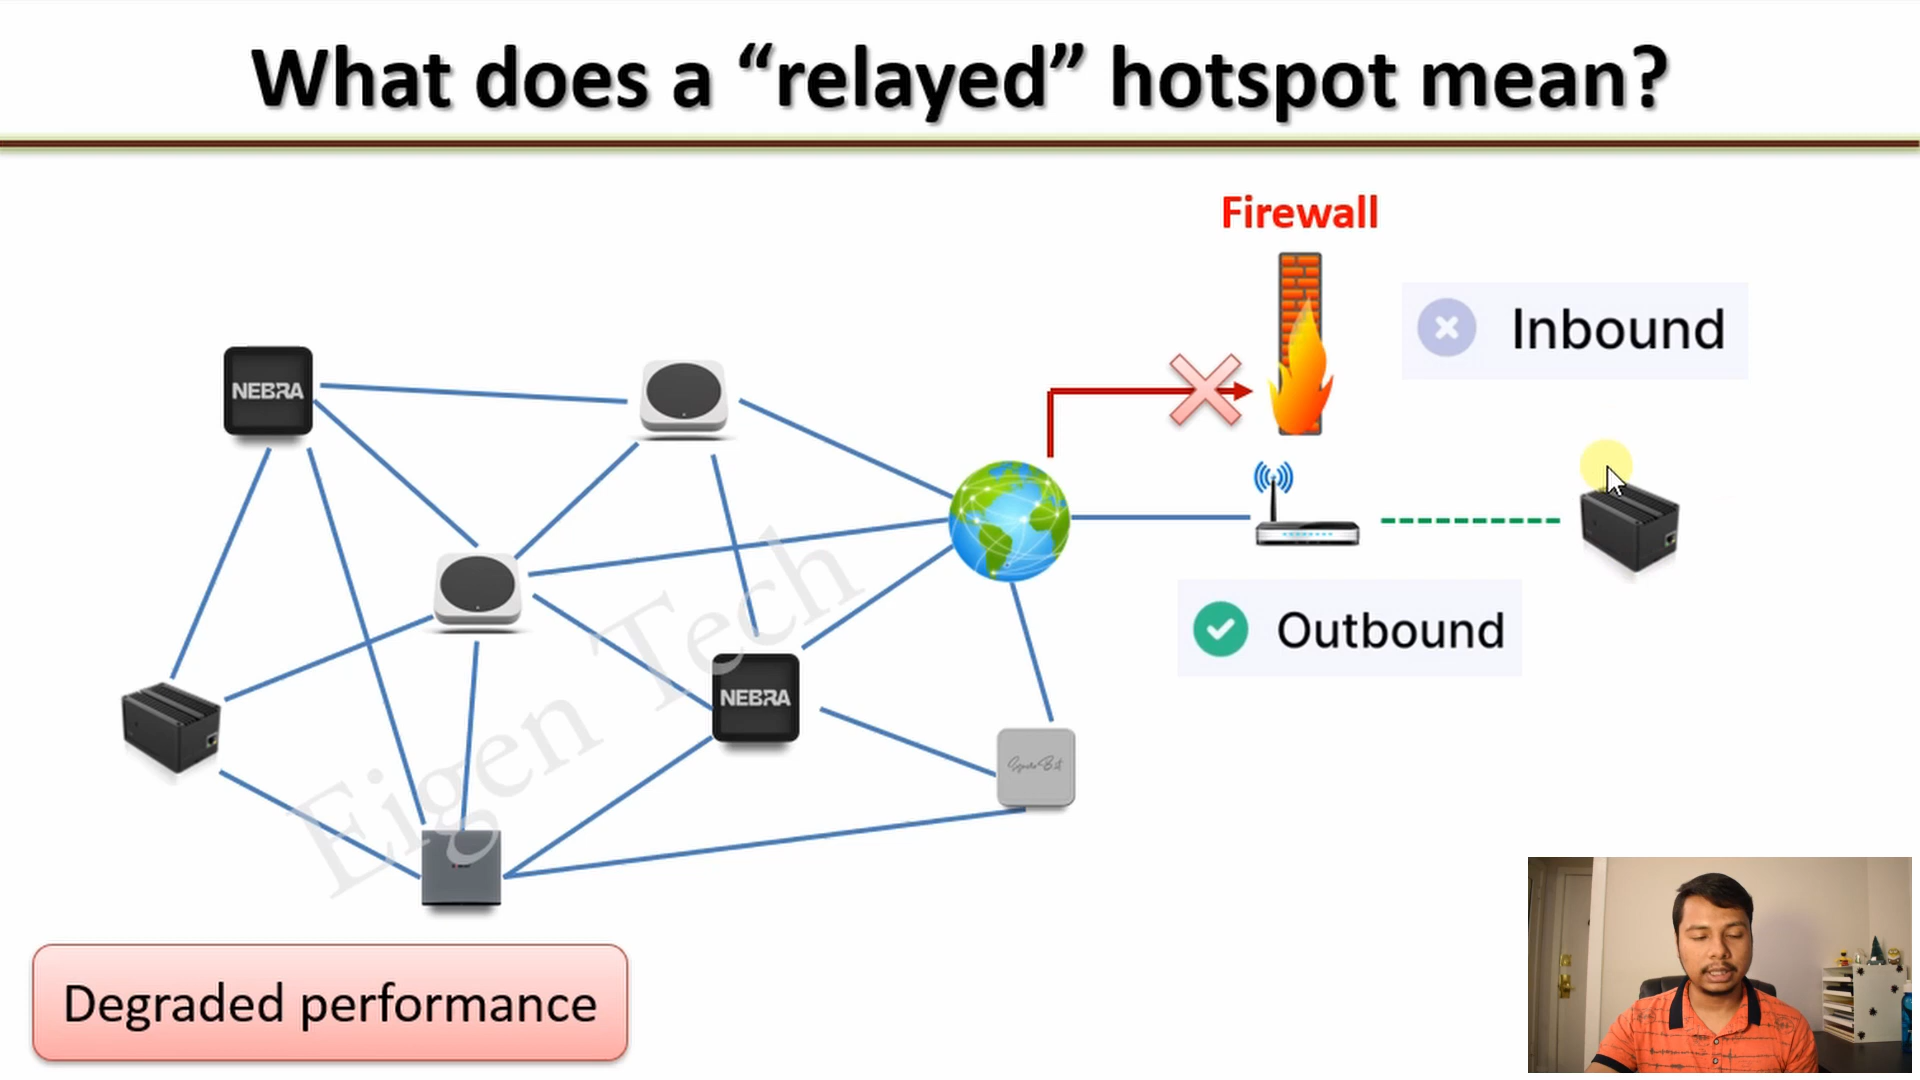 What does a “relayed” hotspot mean?
Firewall
Inbound
NEBRA
Outbound
NEBRA
Eigen Tech
Degraded performance